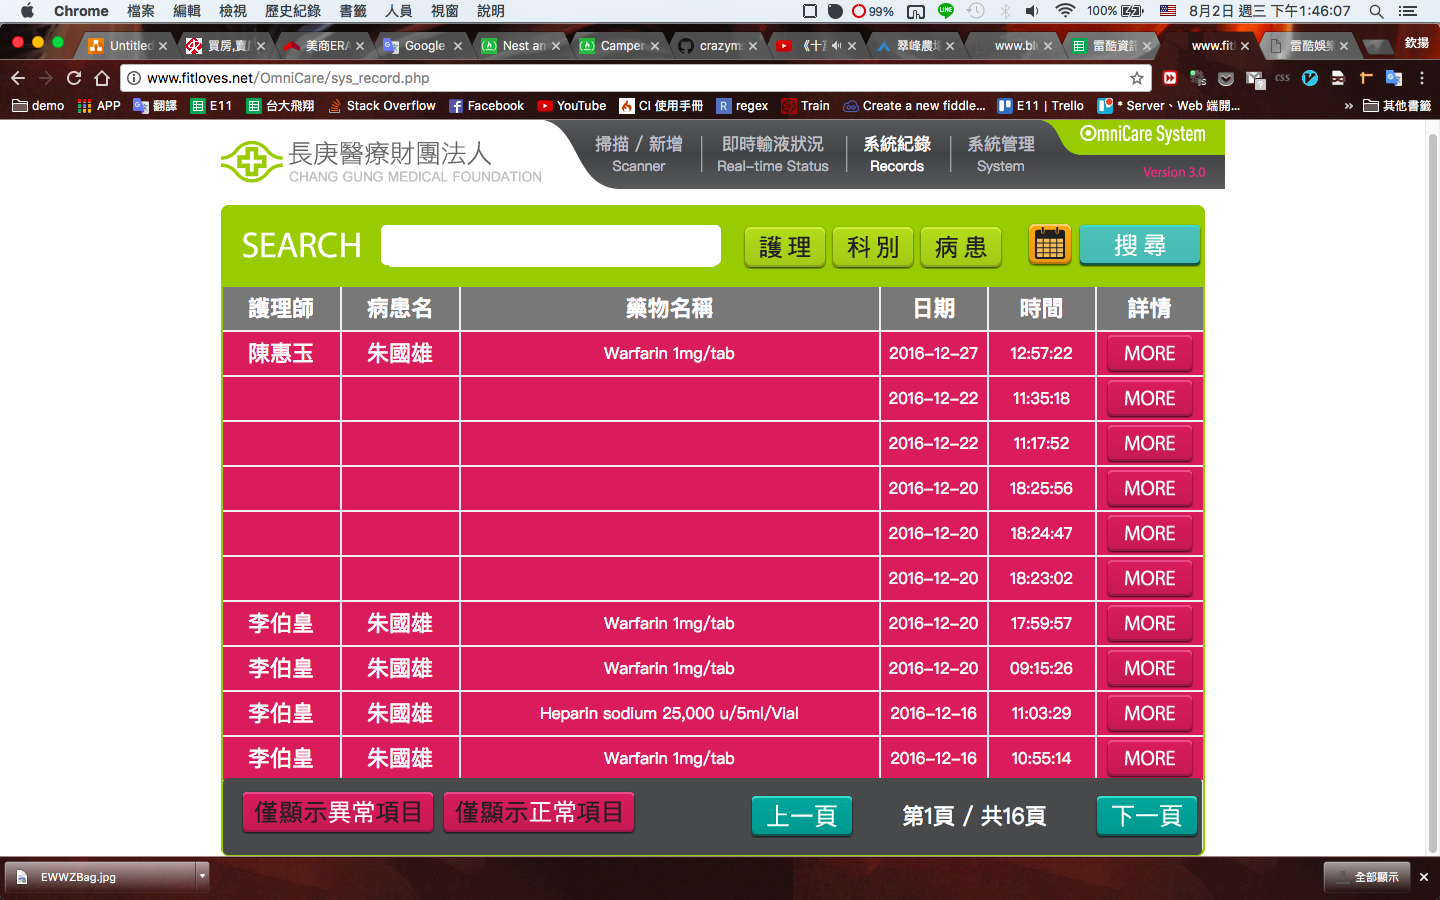 Chrome 檔案 編輯 檢視 歷史紀錄 書籤 人員 視窗 說明 99% LINE 100% 8月2日 週三 下午1:46:07
Untitled 買房,賣 美商ERA Google Nest an Camper crazyms 《十 翠峰農 www.bl 雷酷資訊 www.fit 雷酷娛樂 欽揚
www.fitloves.net/OmniCare/sys_record.php
demo APP 翻譯 E11 台大飛翔 Stack Overflow Facebook YouTube CI 使用手冊 regex Train Create a new fiddle... E11 | Trello * Server、Web 端開... » 其他書籤
長庚醫療財團法人
CHANG GUNG MEDICAL FOUNDATION
掃描 / 新增 即時輸液狀況 系統紀錄 系統管理
Scanner Real-time Status Records System
OmniCare System
Version 3.0
SEARCH 護理 科別 病患 搜尋
護理師 病患名 藥物名稱 日期 時間 詳情
陳惠玉 朱國雄 Warfarin 1mg/tab 2016-12-27 12:57:22 MORE
2016-12-22 11:35:18 MORE
2016-12-22 11:17:52 MORE
2016-12-20 18:25:56 MORE
2016-12-20 18:24:47 MORE
2016-12-20 18:23:02 MORE
李伯皇 朱國雄 Warfarin 1mg/tab 2016-12-20 17:59:57 MORE
李伯皇 朱國雄 Warfarin 1mg/tab 2016-12-20 09:15:26 MORE
李伯皇 朱國雄 Heparin sodium 25,000 u/5ml/Vial 2016-12-16 11:03:29 MORE
李伯皇 朱國雄 Warfarin 1mg/tab 2016-12-16 10:55:14 MORE
僅顯示異常項目 僅顯示正常項目 上一頁 第1頁 / 共16頁 下一頁
EWWZBag.jpg 全部顯示